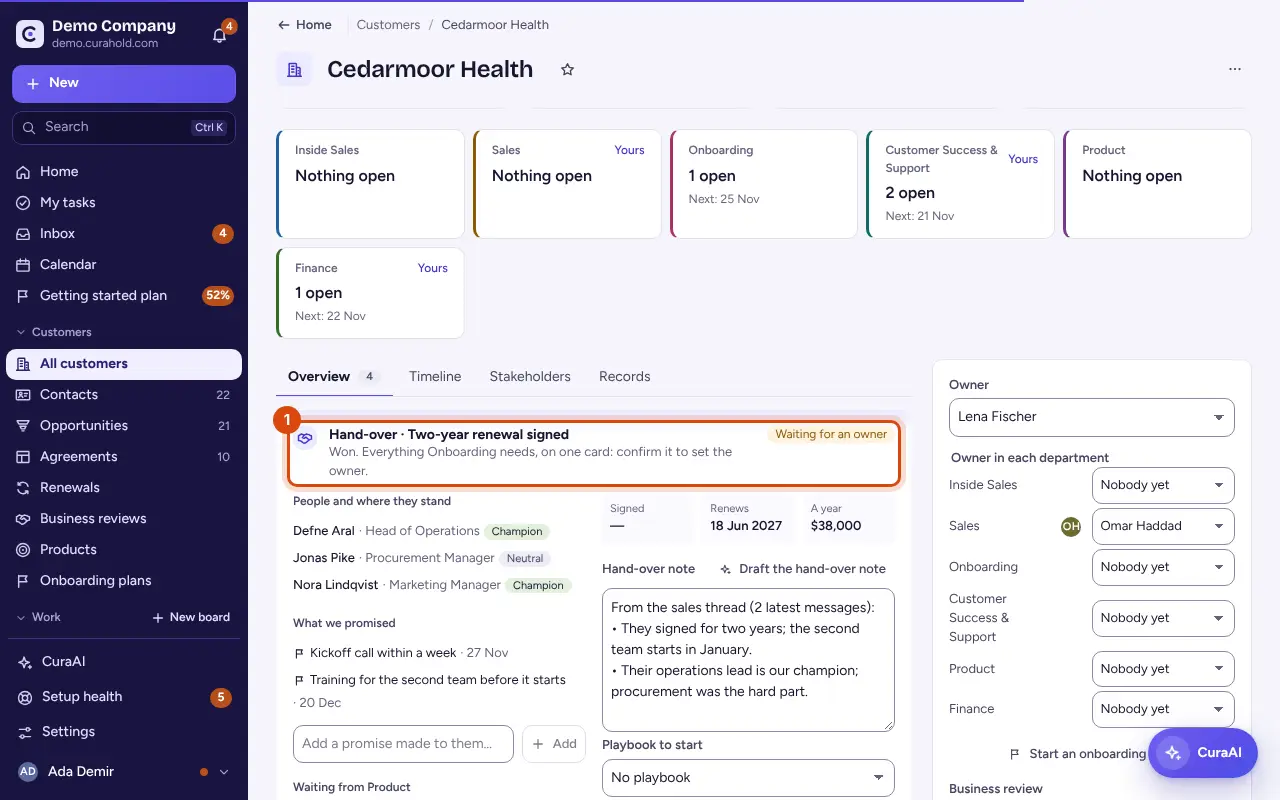 Demo Company
demo.curahold.com
4
New
Search
Ctrl K
Home
My tasks
Inbox
4
Calendar
Getting started plan
52%
Customers
All customers
Contacts
22
Opportunities
21
Agreements
10
Renewals
Business reviews
Products
Onboarding plans
Work
New board
CuraAI
Setup health
5
Settings
AD
Ada Demir
Home
Customers / Cedarmoor Health
Cedarmoor Health
Inside Sales
Nothing open
Sales
Yours
Nothing open
Onboarding
1 open
Next: 25 Nov
Customer Success &
Support
Yours
2 open
Next: 21 Nov
Product
Nothing open
Finance
Yours
1 open
Next: 22 Nov
Overview
4
Timeline
Stakeholders
Records
1
Hand-over · Two-year renewal signed
Waiting for an owner
Won. Everything Onboarding needs, on one card: confirm it to set the
owner.
People and where they stand
Defne Aral · Head of Operations
Champion
Jonas Pike · Procurement Manager
Neutral
Nora Lindqvist · Marketing Manager
Champion
What we promised
Kickoff call within a week · 27 Nov
Training for the second team before it starts
· 20 Dec
Add a promise made to them...
Add
Waiting from Product
Signed
—
Renews
18 Jun 2027
A year
$38,000
Hand-over note
Draft the hand-over note
From the sales thread (2 latest messages):
• They signed for two years; the second
team starts in January.
• Their operations lead is our champion;
procurement was the hard part.
Playbook to start
No playbook
Owner
Lena Fischer
Owner in each department
Inside Sales
Nobody yet
Sales
OH
Omar Haddad
Onboarding
Nobody yet
Customer
Success &
Support
Nobody yet
Product
Nobody yet
Finance
Nobody yet
Start an onboarding
CuraAI
Business review